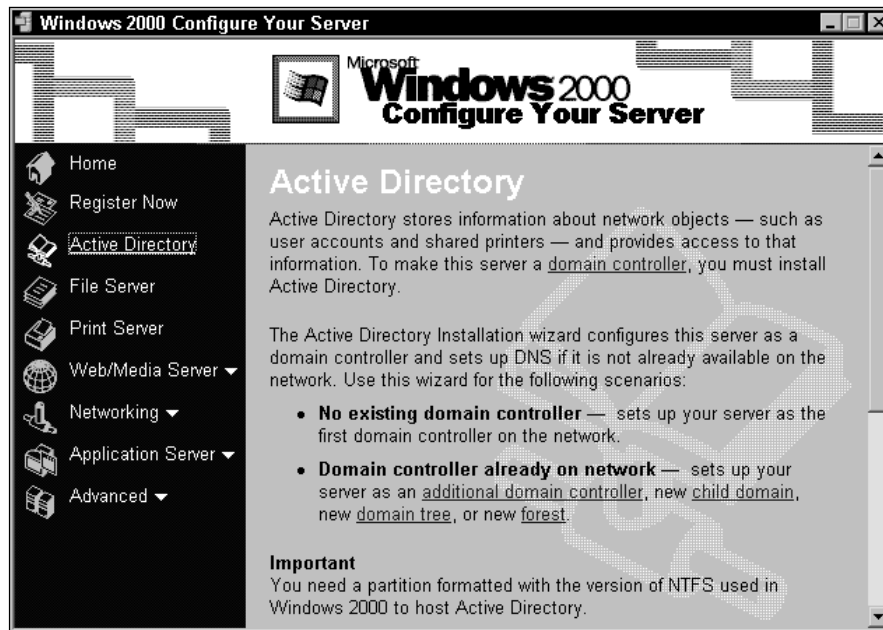 Windows 2000 Configure Your Server
Microsoft
Windows 2000
Configure Your Server
Home
Register Now
Active Directory
File Server
Print Server
Web/Media Server
Networking
Application Server
Advanced
Active Directory
Active Directory stores information about network objects — such as
user accounts and shared printers — and provides access to that
information. To make this server a domain controller, you must install
Active Directory.
The Active Directory Installation wizard configures this server as a
domain controller and sets up DNS if it is not already available on the
network. Use this wizard for the following scenarios:
• No existing domain controller — sets up your server as the
first domain controller on the network.
• Domain controller already on network — sets up your
server as an additional domain controller, new child domain,
new domain tree, or new forest.
Important
You need a partition formatted with the version of NTFS used in
Windows 2000 to host Active Directory.